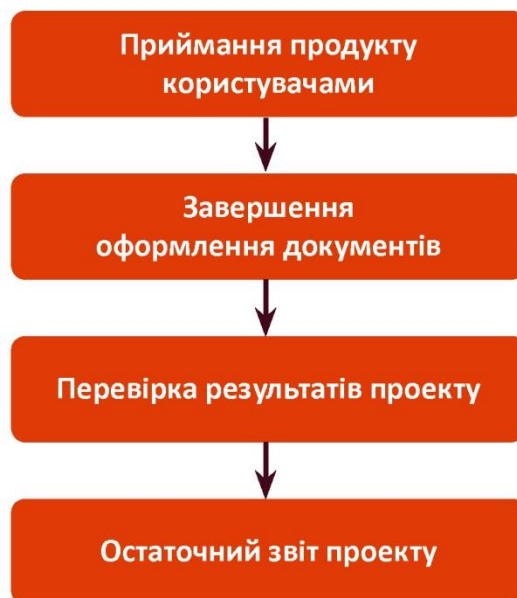 Приймання продукту
користувачами
Завершення
оформлення документів
Перевірка результатів проекту
Остаточний звіт проекту